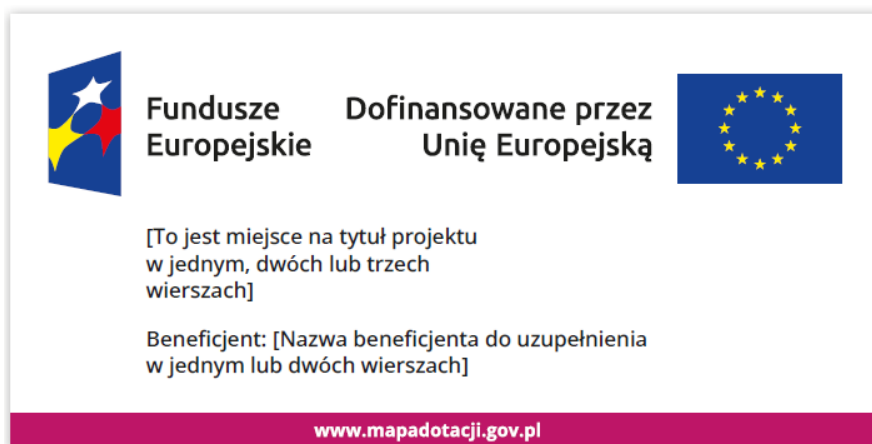 Fundusze
Europejskie
Dofinansowane przez
Unię Europejską
[To jest miejsce na tytuł projektu
w jednym, dwóch lub trzech
wierszach]
Beneficjent: [Nazwa beneficjenta do uzupełnienia
w jednym lub dwóch wierszach]
www.mapadotacji.gov.pl